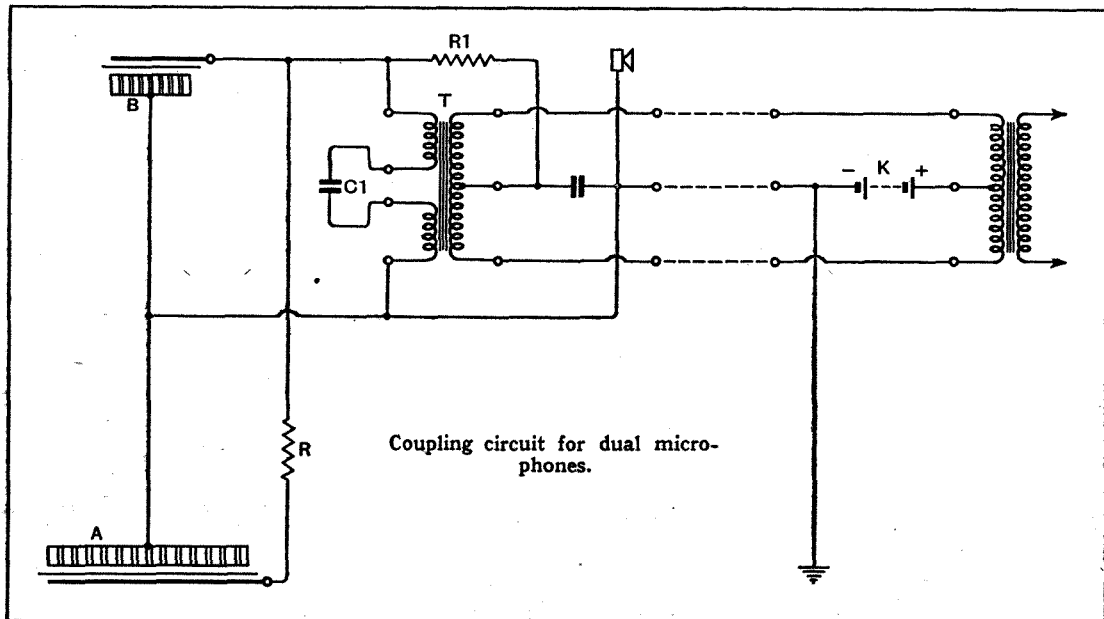 R1
B
T
C1
- K +
R
Coupling circuit for dual micro-
phones.
A